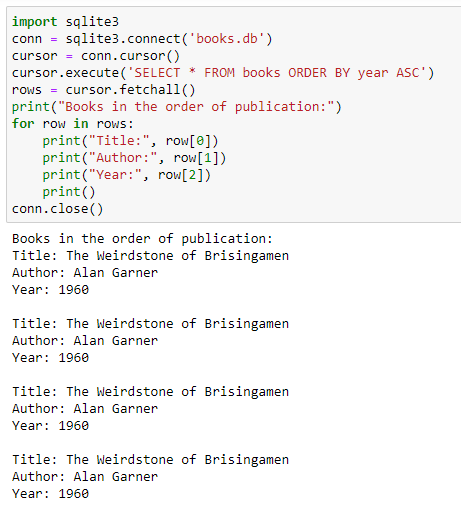 import sqlite3
conn = sqlite3.connect('books.db')
cursor = conn.cursor()
cursor.execute('SELECT * FROM books ORDER BY year ASC')
rows = cursor.fetchall()
print("Books in the order of publication:")
for row in rows:
    print("Title:", row[0])
    print("Author:", row[1])
    print("Year:", row[2])
    print()
conn.close()
Books in the order of publication:
Title: The Weirdstone of Brisingamen
Author: Alan Garner
Year: 1960
Title: The Weirdstone of Brisingamen
Author: Alan Garner
Year: 1960
Title: The Weirdstone of Brisingamen
Author: Alan Garner
Year: 1960
Title: The Weirdstone of Brisingamen
Author: Alan Garner
Year: 1960